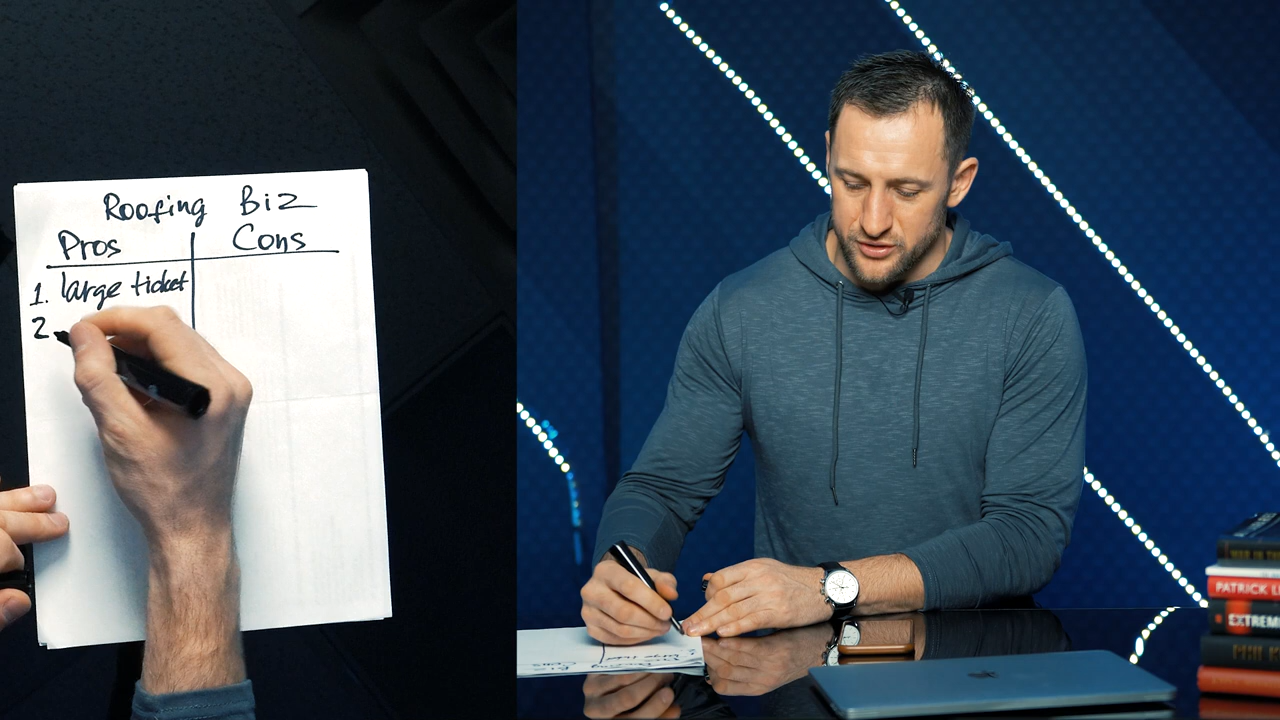 Roofing Biz
Pros Cons
1. large ticket
2
PATRICK L
EXTREM